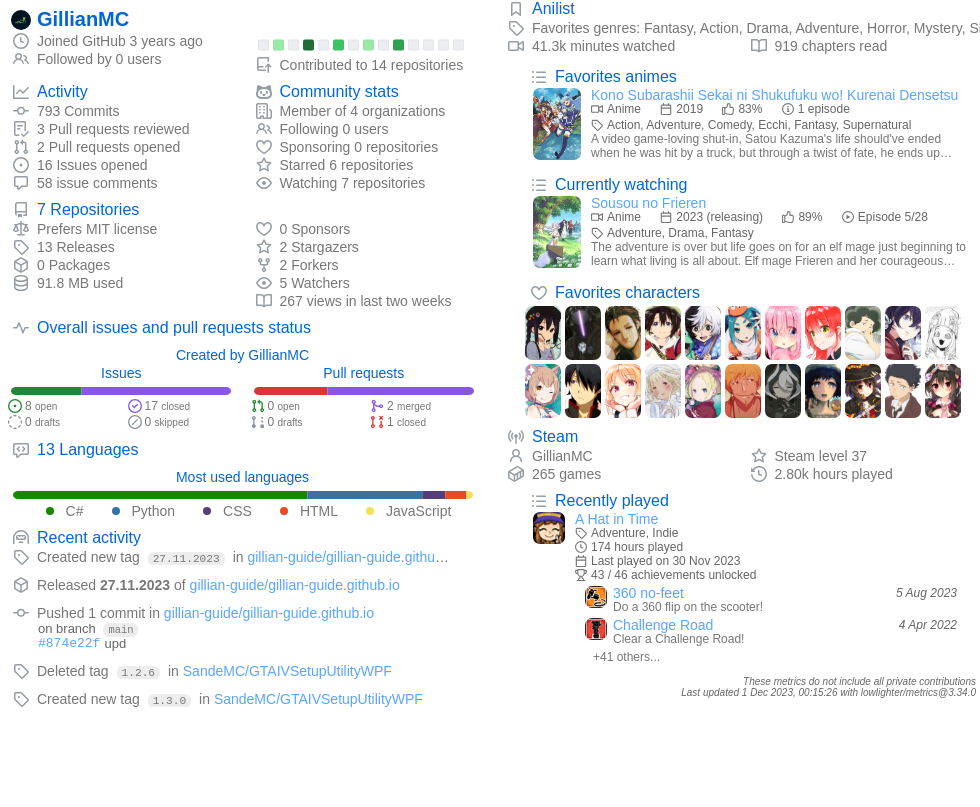 GillianMC
Joined GitHub 3 years ago
Followed by 0 users
Contributed to 14 repositories
Activity
793 Commits
3 Pull requests reviewed
2 Pull requests opened
16 Issues opened
58 issue comments
Community stats
Member of 4 organizations
Following 0 users
Sponsoring 0 repositories
Starred 6 repositories
Watching 7 repositories
7 Repositories
Prefers MIT license
13 Releases
0 Packages
91.8 MB used
0 Sponsors
2 Stargazers
2 Forkers
5 Watchers
267 views in last two weeks
Overall issues and pull requests status
Created by GillianMC
Issues
8 open
17 closed
0 drafts
0 skipped
Pull requests
0 open
2 merged
0 drafts
1 closed
13 Languages
Most used languages
C# Python CSS HTML JavaScript
Recent activity
Created new tag 27.11.2023 in gillian-guide/gillian-guide.githu…
Released 27.11.2023 of gillian-guide/gillian-guide.github.io
Pushed 1 commit in gillian-guide/gillian-guide.github.io
on branch main
#874e22f upd
Deleted tag 1.2.6 in SandeMC/GTAIVSetupUtilityWPF
Created new tag 1.3.0 in SandeMC/GTAIVSetupUtilityWPF
Anilist
Favorites genres: Fantasy, Action, Drama, Adventure, Horror, Mystery, S
41.3k minutes watched
919 chapters read
Favorites animes
Kono Subarashii Sekai ni Shukufuku wo! Kurenai Densetsu
Anime 2019 83% 1 episode
Action, Adventure, Comedy, Ecchi, Fantasy, Supernatural
A video game-loving shut-in, Satou Kazuma's life should've ended
when he was hit by a truck, but through a twist of fate, he ends up…
Currently watching
Sousou no Frieren
Anime 2023 (releasing) 89% Episode 5/28
Adventure, Drama, Fantasy
The adventure is over but life goes on for an elf mage just beginning to
learn what living is all about. Elf mage Frieren and her courageous…
Favorites characters
Steam
GillianMC
Steam level 37
265 games
2.80k hours played
Recently played
A Hat in Time
Adventure, Indie
174 hours played
Last played on 30 Nov 2023
43 / 46 achievements unlocked
360 no-feet 5 Aug 2023
Do a 360 flip on the scooter!
Challenge Road 4 Apr 2022
Clear a Challenge Road!
+41 others...
These metrics do not include all private contributions
Last updated 1 Dec 2023, 00:15:26 with lowlighter/metrics@3.34.0